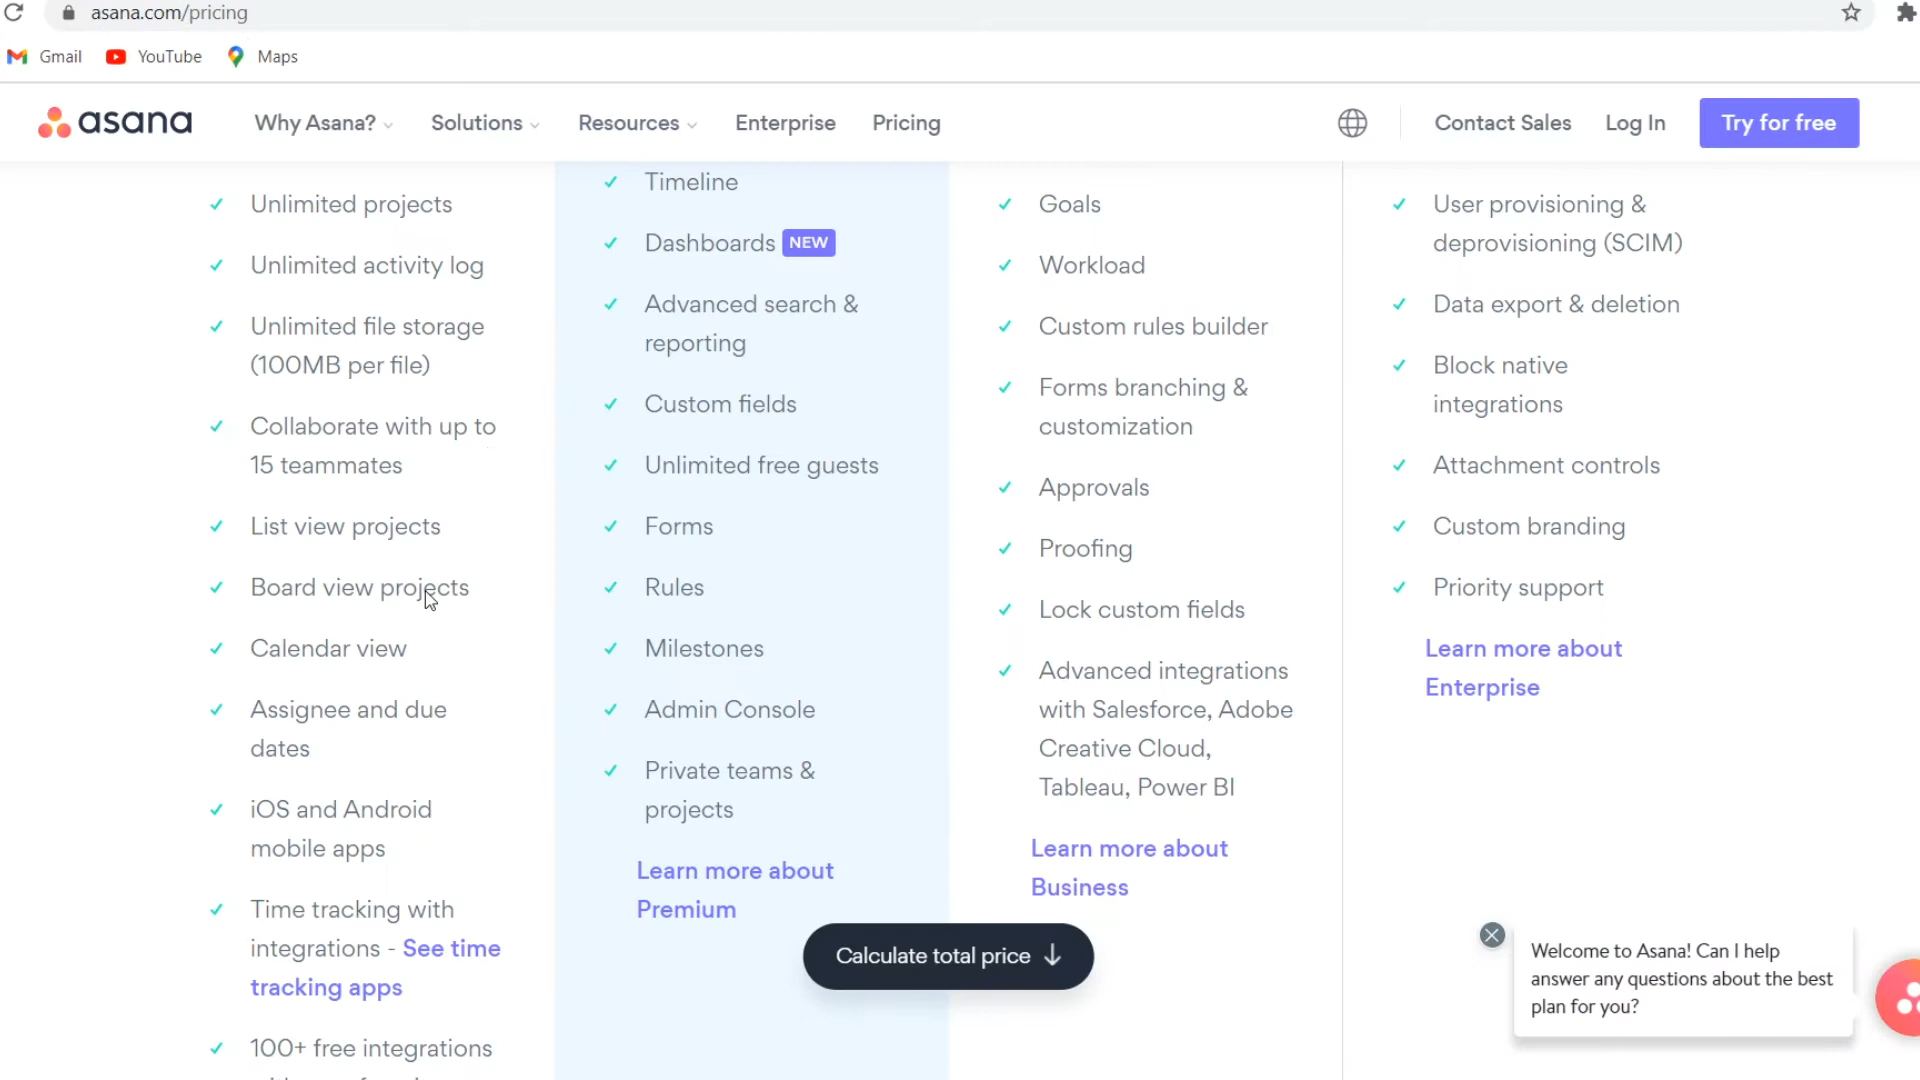 asana.com/pricing
Gmail
YouTube
Maps
asana
Why Asana?
Solutions
Resources
Enterprise
Pricing
Contact Sales
Log In
Try for free
Unlimited projects
Unlimited activity log
Unlimited file storage
(100MB per file)
Collaborate with up to
15 teammates
List view projects
Board view projects
Calendar view
Assignee and due
dates
iOS and Android
mobile apps
Time tracking with
integrations - See time
tracking apps
100+ free integrations
Timeline
Dashboards NEW
Advanced search &
reporting
Custom fields
Unlimited free guests
Forms
Rules
Milestones
Admin Console
Private teams &
projects
Learn more about
Premium
Goals
Workload
Custom rules builder
Forms branching &
customization
Approvals
Proofing
Lock custom fields
Advanced integrations
with Salesforce, Adobe
Creative Cloud,
Tableau, Power BI
Learn more about
Business
User provisioning &
deprovisioning (SCIM)
Data export & deletion
Block native
integrations
Attachment controls
Custom branding
Priority support
Learn more about
Enterprise
Calculate total price
Welcome to Asana! Can I help
answer any questions about the best
plan for you?